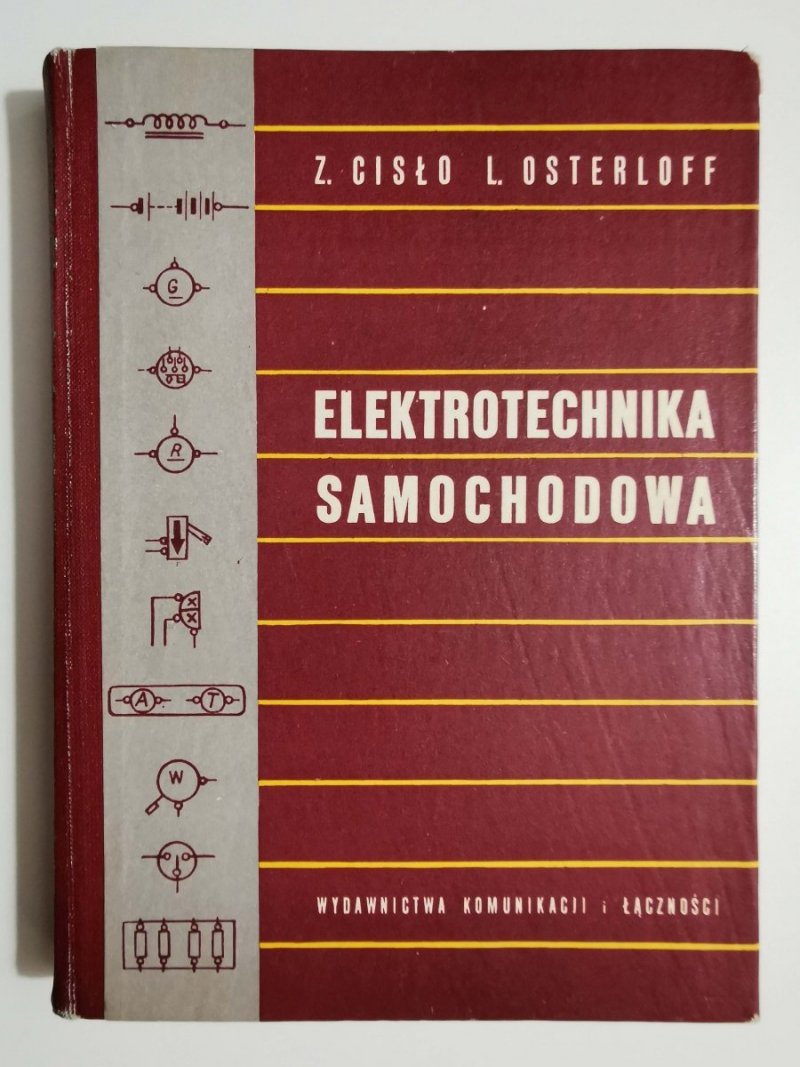 Z. CISŁO L. OSTERLOFF
ELEKTROTECHNIKA
SAMOCHODOWA
G
R
X
X
A T
W
WYDAWNICTWA KOMUNIKACJI i ŁĄCZNOŚCI